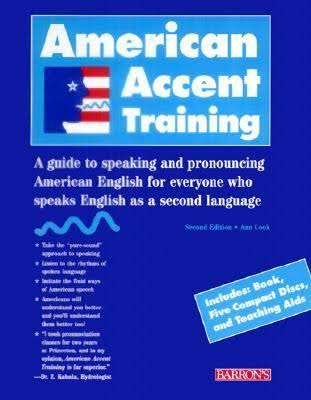 American
Accent
Training
A guide to speaking and pronouncing
American English for everyone who
speaks English as a second language
Second Edition • Ann Cook
Take the "pure-sound"
approach to speaking
Listen to the rhythms of
spoken language
Imitate the fluid ways
of American speech
Americans will
understand you better
and you'll understand
them better too!
"I took pronunciation
classes for two years
at Princeton, and in my
opinion, American Accent
Training is far superior."
—Dr. Z. Kabala, Hydrologist
Includes: Book,
Five Compact Discs,
and Teaching Aids
BARRON'S